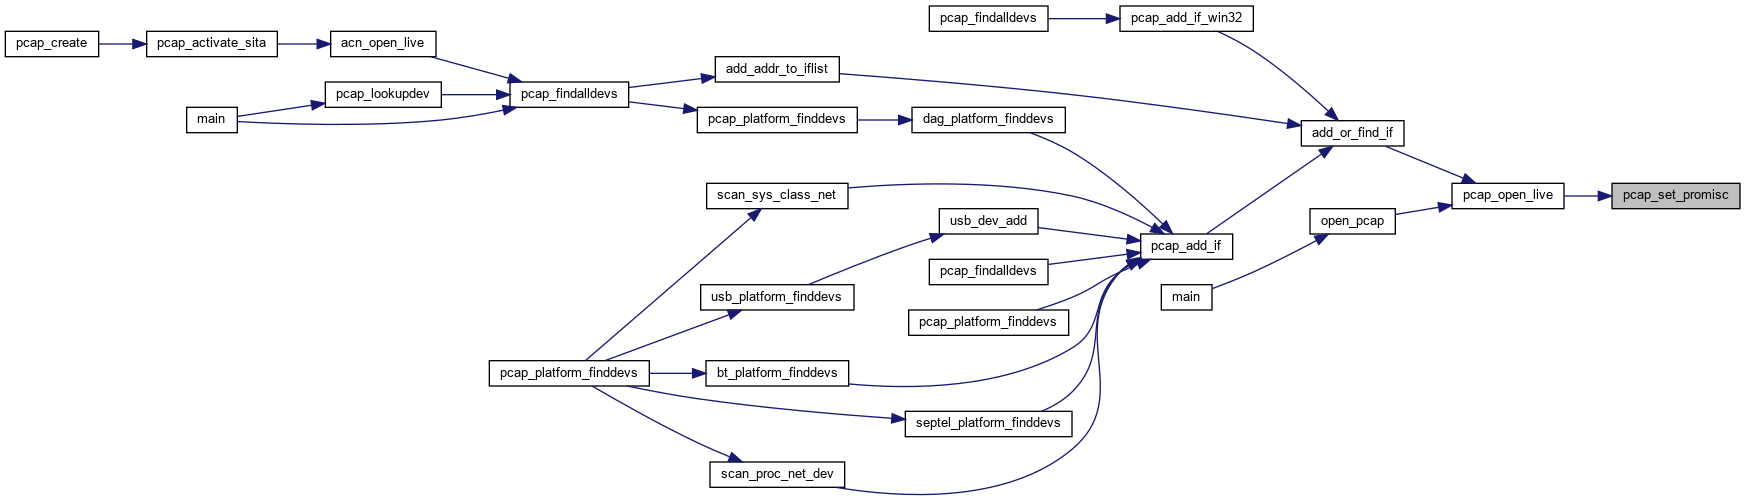 pcap_findalldevs
pcap_add_if_win32
pcap_create
pcap_activate_sita
acn_open_live
add_addr_to_iflist
pcap_lookupdev
pcap_findalldevs
main
pcap_platform_finddevs
dag_platform_finddevs
add_or_find_if
scan_sys_class_net
pcap_open_live
pcap_set_promisc
usb_dev_add
open_pcap
pcap_add_if
pcap_findalldevs
usb_platform_finddevs
main
pcap_platform_finddevs
pcap_platform_finddevs
bt_platform_finddevs
septel_platform_finddevs
scan_proc_net_dev